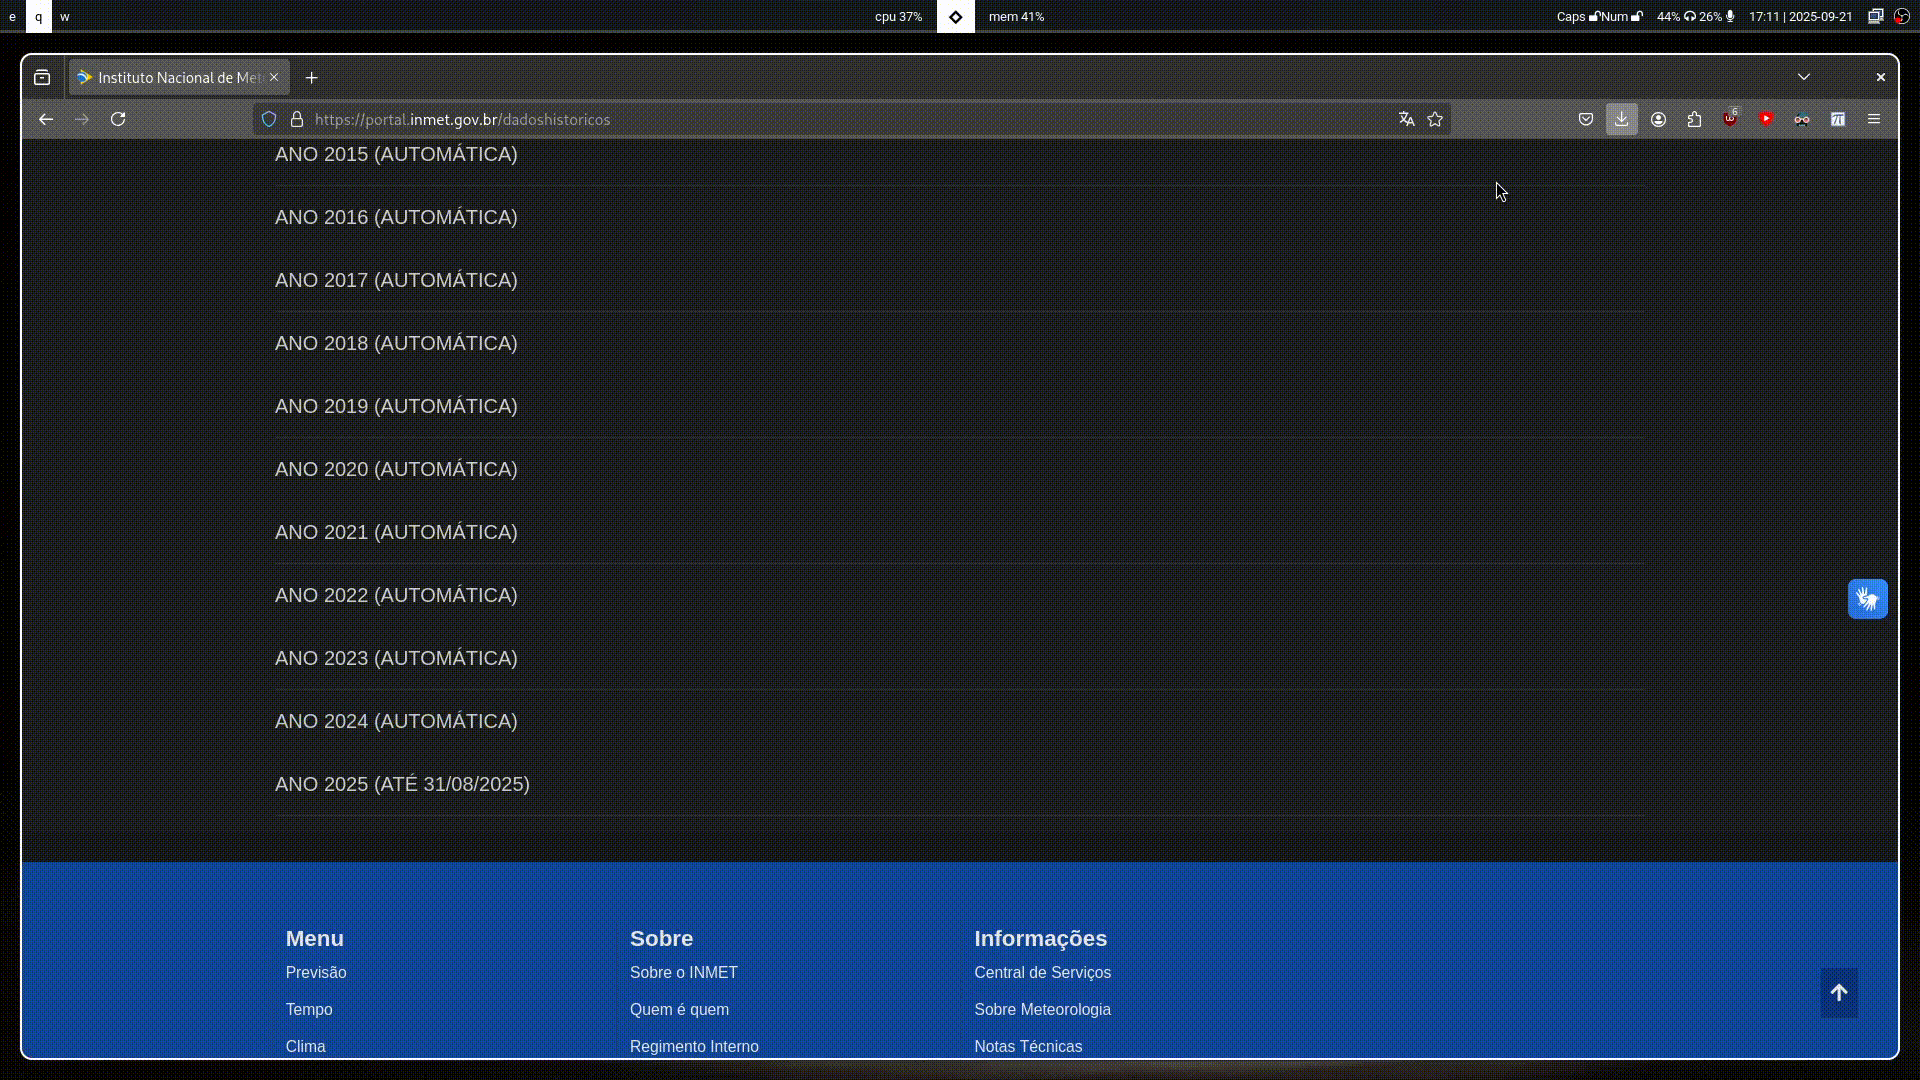 e q w cpu 37% mem 41% Caps Num 44% 26% 17:11 | 2025-09-21
Instituto Nacional de Met
https://portal.inmet.gov.br/dadoshistoricos 6
ANO 2015 (AUTOMÁTICA)
ANO 2016 (AUTOMÁTICA)
ANO 2017 (AUTOMÁTICA)
ANO 2018 (AUTOMÁTICA)
ANO 2019 (AUTOMÁTICA)
ANO 2020 (AUTOMÁTICA)
ANO 2021 (AUTOMÁTICA)
ANO 2022 (AUTOMÁTICA)
ANO 2023 (AUTOMÁTICA)
ANO 2024 (AUTOMÁTICA)
ANO 2025 (ATÉ 31/08/2025)
Menu
Previsão
Tempo
Clima
Sobre
Sobre o INMET
Quem é quem
Regimento Interno
Informações
Central de Serviços
Sobre Meteorologia
Notas Técnicas